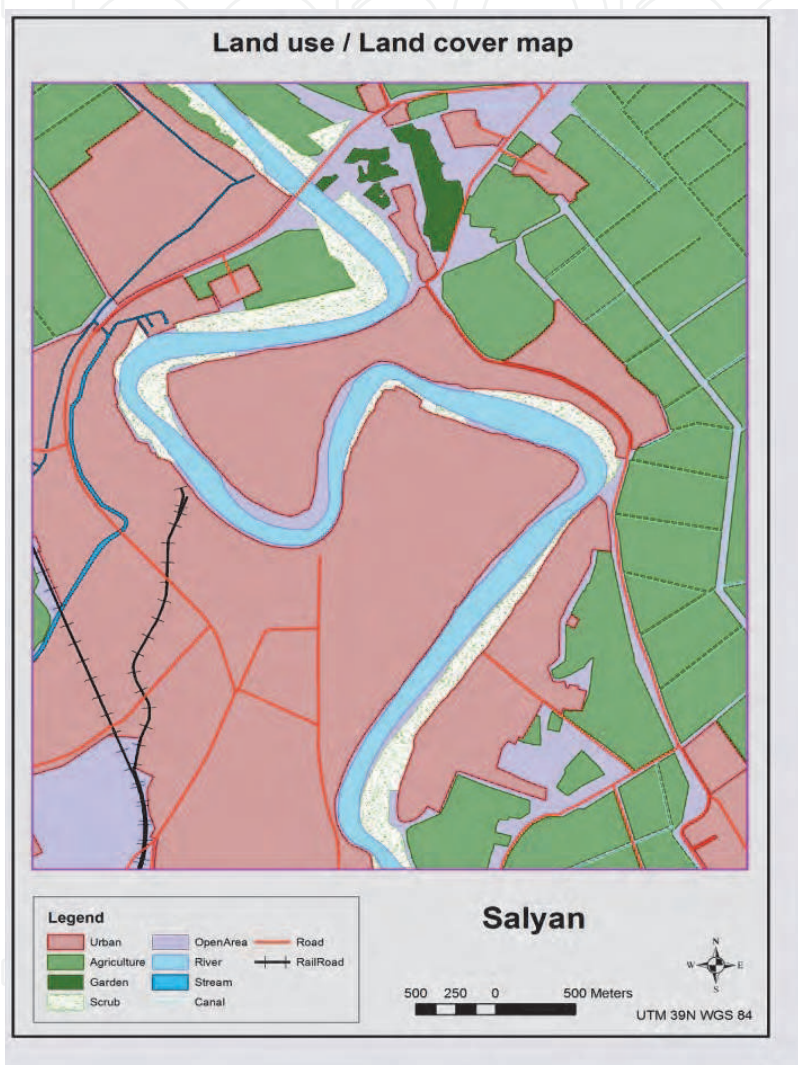 Land use / Land cover map
Legend
Urban
Agriculture
Garden
Scrub
OpenArea
River
Stream
Canal
Road
RailRoad
Salyan
N
W E
S
500 250 0 500 Meters
UTM 39N WGS 84